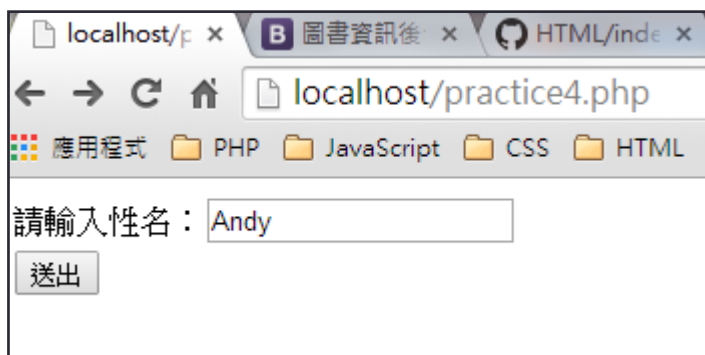 localhost/p
B 圖書資訊後
HTML/inde
localhost/practice4.php
應用程式 PHP JavaScript CSS HTML
請輸入性名：Andy
送出